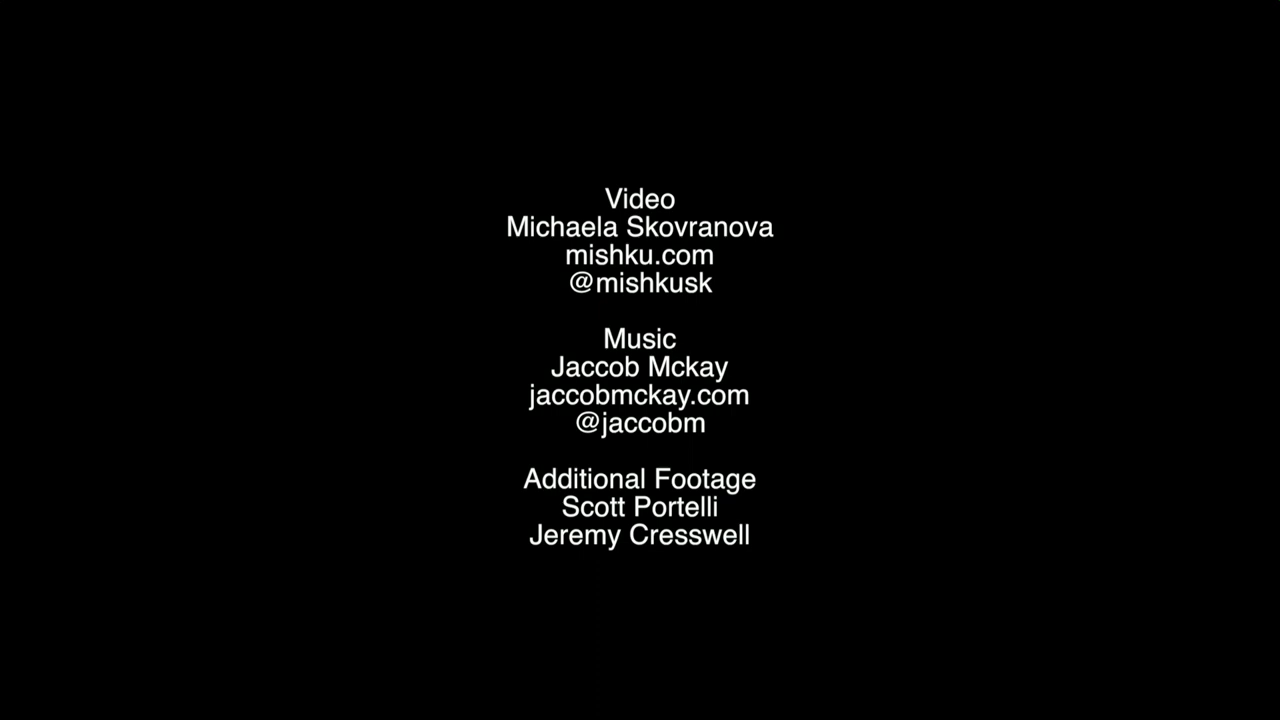 Video
Michaela Skovranova
mishku.com
@mishkusk
Music
Jaccob Mckay
jaccobmckay.com
@jaccobm
Additional Footage
Scott Portelli
Jeremy Cresswell